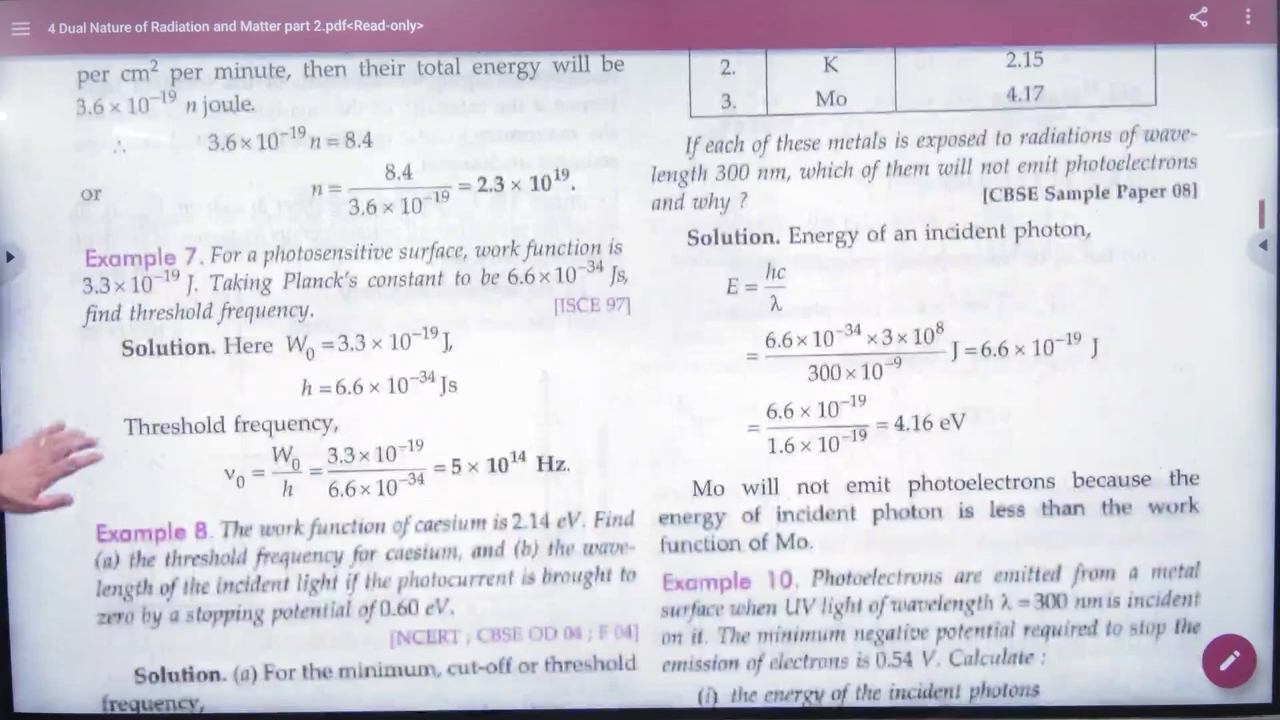 4 Dual Nature of Radiation and Matter part 2.pdf<Read-only>
per cm² per minute, then their total energy will be
3.6 × 10⁻¹⁹ n joule.
∴ 3.6 × 10⁻¹⁹ n = 8.4
or n = 8.4 / 3.6 × 10⁻¹⁹ = 2.3 × 10¹⁹.
Example 7. For a photosensitive surface, work function is
3.3 × 10⁻¹⁹ J. Taking Planck's constant to be 6.6 × 10⁻³⁴ Js,
find threshold frequency. [ISCE 97]
Solution. Here W₀ = 3.3 × 10⁻¹⁹ J,
h = 6.6 × 10⁻³⁴ Js
Threshold frequency,
ν₀ = W₀ / h = 3.3 × 10⁻¹⁹ / 6.6 × 10⁻³⁴ = 5 × 10¹⁴ Hz.
Example 8. The work function of caesium is 2.14 eV. Find
(a) the threshold frequency for caesium, and (b) the wave-
length of the incident light if the photocurrent is brought to
zero by a stopping potential of 0.60 eV.
[NCERT ; CBSE OD 04 ; F 04]
Solution. (a) For the minimum, cut-off or threshold
frequency,
2. K 2.15
3. Mo 4.17
If each of these metals is exposed to radiations of wave-
length 300 nm, which of them will not emit photoelectrons
and why ? [CBSE Sample Paper 08]
Solution. Energy of an incident photon,
E = hc / λ
= 6.6 × 10⁻³⁴ × 3 × 10⁸ / 300 × 10⁻⁹ J = 6.6 × 10⁻¹⁹ J
= 6.6 × 10⁻¹⁹ / 1.6 × 10⁻¹⁹ = 4.16 eV
Mo will not emit photoelectrons because the
energy of incident photon is less than the work
function of Mo.
Example 10. Photoelectrons are emitted from a metal
surface when UV light of wavelength λ = 300 nm is incident
on it. The minimum negative potential required to stop the
emission of electrons is 0.54 V. Calculate :
(i) the energy of the incident photons